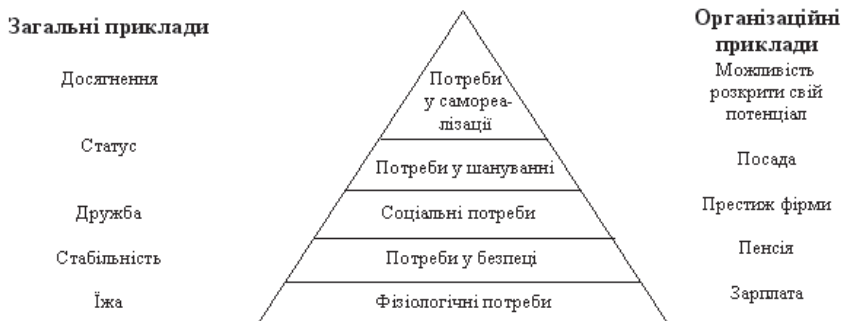 Загальні приклади
Досягнення
Статус
Дружба
Стабільність
Їжа
Потреби
у самореа-
лізації
Потреби у шануванні
Соціальні потреби
Потреби у безпеці
Фізіологічні потреби
Організаційні
приклади
Можливість
розкрити свій
потенціал
Посада
Престиж фірми
Пенсія
Зарплата